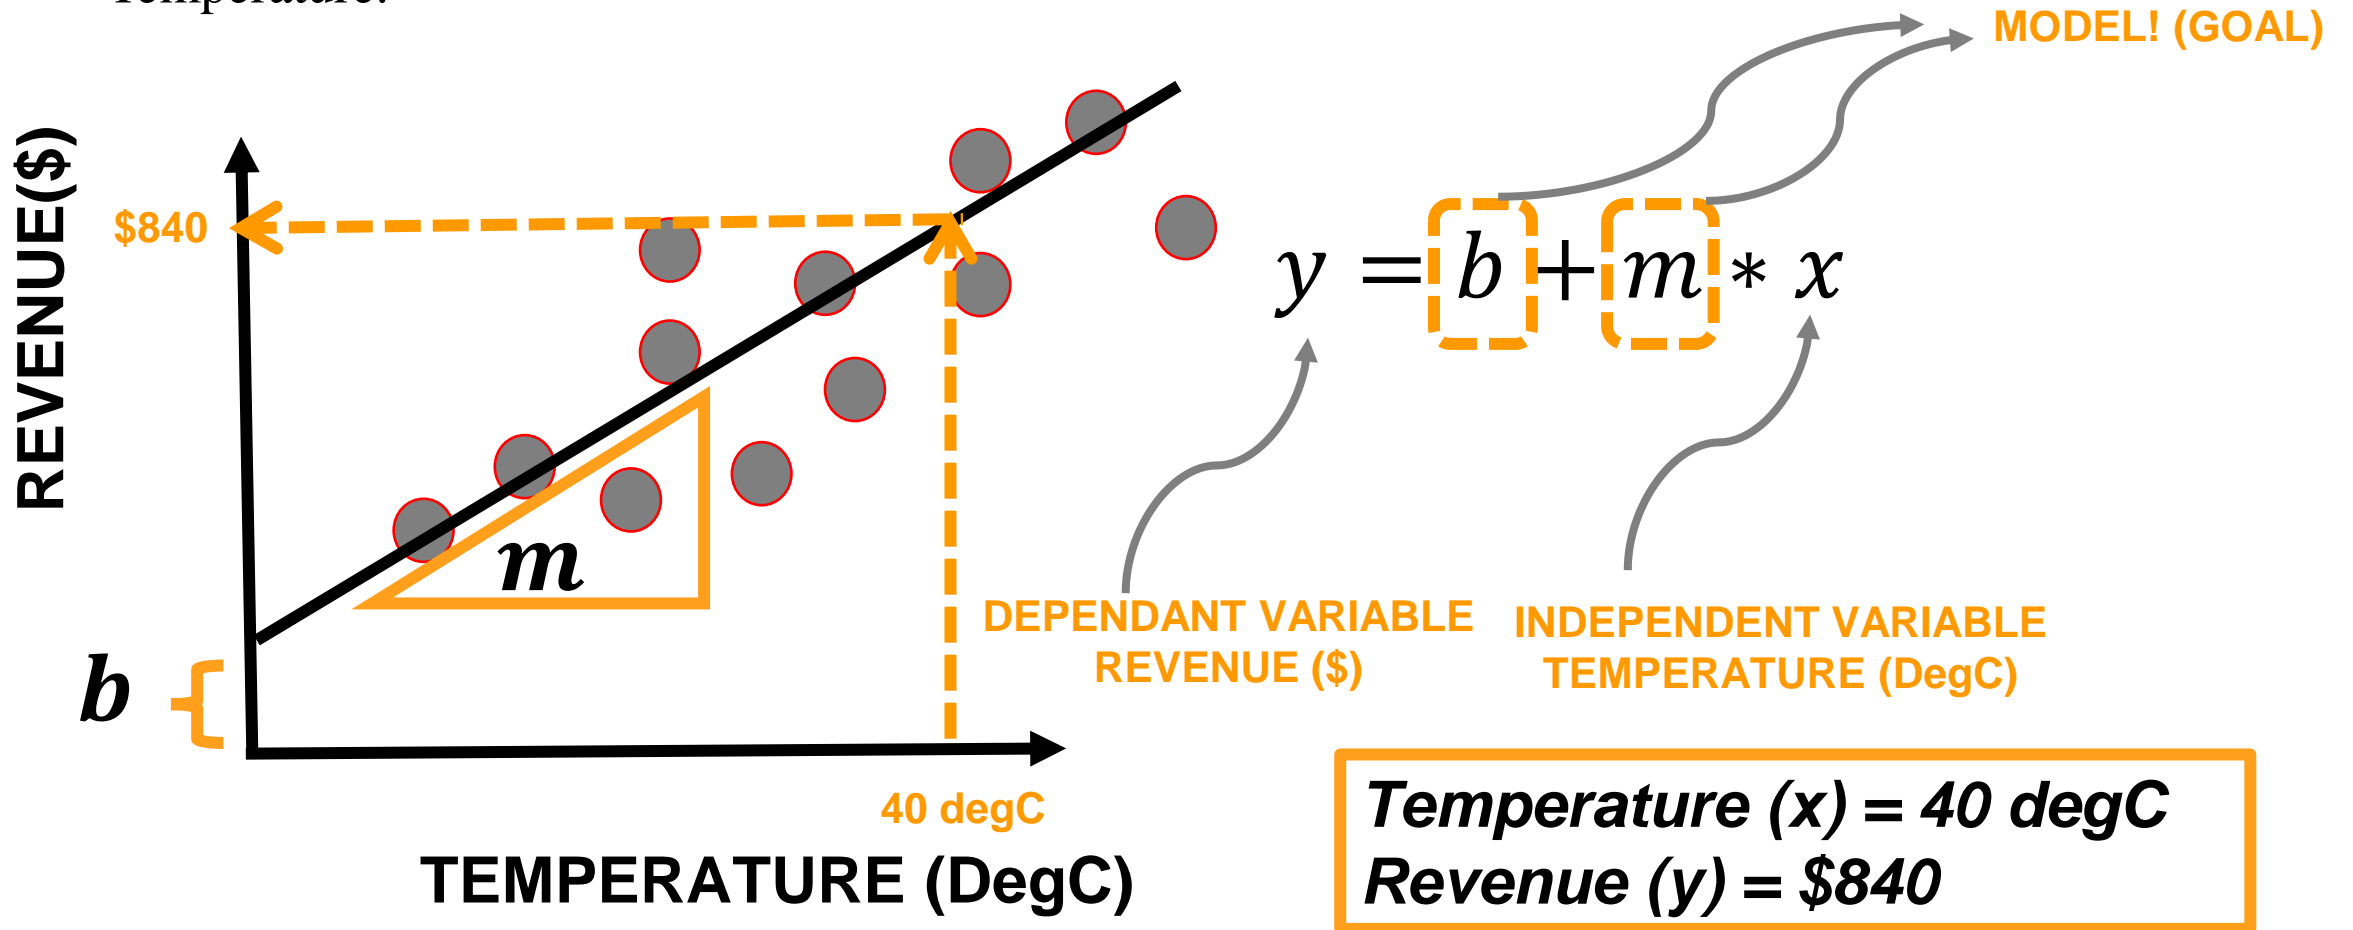 Temperature.
MODEL! (GOAL)
REVENUE($)
$840
y = b + m * x
m
b
DEPENDANT VARIABLE
REVENUE ($)
INDEPENDENT VARIABLE
TEMPERATURE (DegC)
40 degC
TEMPERATURE (DegC)
Temperature (x) = 40 degC
Revenue (y) = $840